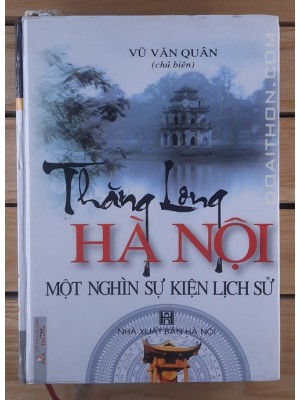 VŨ VĂN QUÂN
(chủ biên)
Thăng Long
HÀ NỘI
MỘT NGHÌN SỰ KIỆN LỊCH SỬ
NHÀ XUẤT BẢN HÀ NỘI
DOAITHON.COM